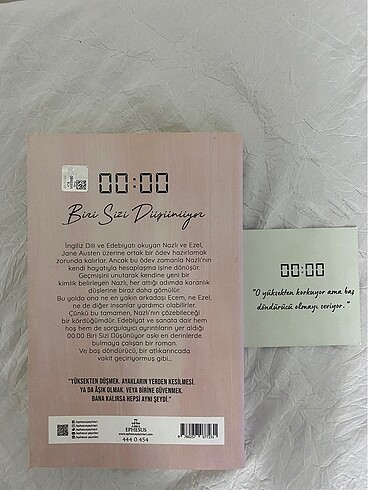 00:00
Biri Sizi Düşünüyor
İngiliz Dili ve Edebiyatı okuyan Nazlı ve Ezel,
Jane Austen üzerine ortak bir ödev hazırlamak
zorunda kalırlar. Ancak bu ödev zamanla Nazlı'nın
kendi hayatıyla hesaplaşma işine dönüşür.
Geçmişini unutarak kendine yeni bir
kimlik belirleyen Nazlı, her attığı adımda karanlık
düşlerine biraz daha gömülür.
Bu yolda ona ne en yakın arkadaşı Ecem, ne Ezel,
ne de diğer insanlar yardımcı olabilirler.
Çünkü bu tamamen, Nazlı'nın çözebileceği
bir kördüğümdür. Edebiyat ve sanata dair hem
hoş hem de sorgulayıcı ayrıntıların yer aldığı
00:00 Biri Sizi Düşünüyor aşkı en derinlerde
bulmaya çalışan bir roman.
Ve baş döndürücü, bir atlıkarıncada
vakit geçiriyormuş gibi...
"YÜKSEKTEN DÜŞMEK. AYAKLARIN YERDEN KESİLMESİ.
YA DA ÂŞIK OLMAK. VEYA BİRİNE GÜVENMEK.
BANA KALIRSA HEPSİ AYNI ŞEYDİ."
EPHESUS
444 0 454
00:00
"O yüksekten korkuyor ama baş
döndürücü olmayı seviyor."